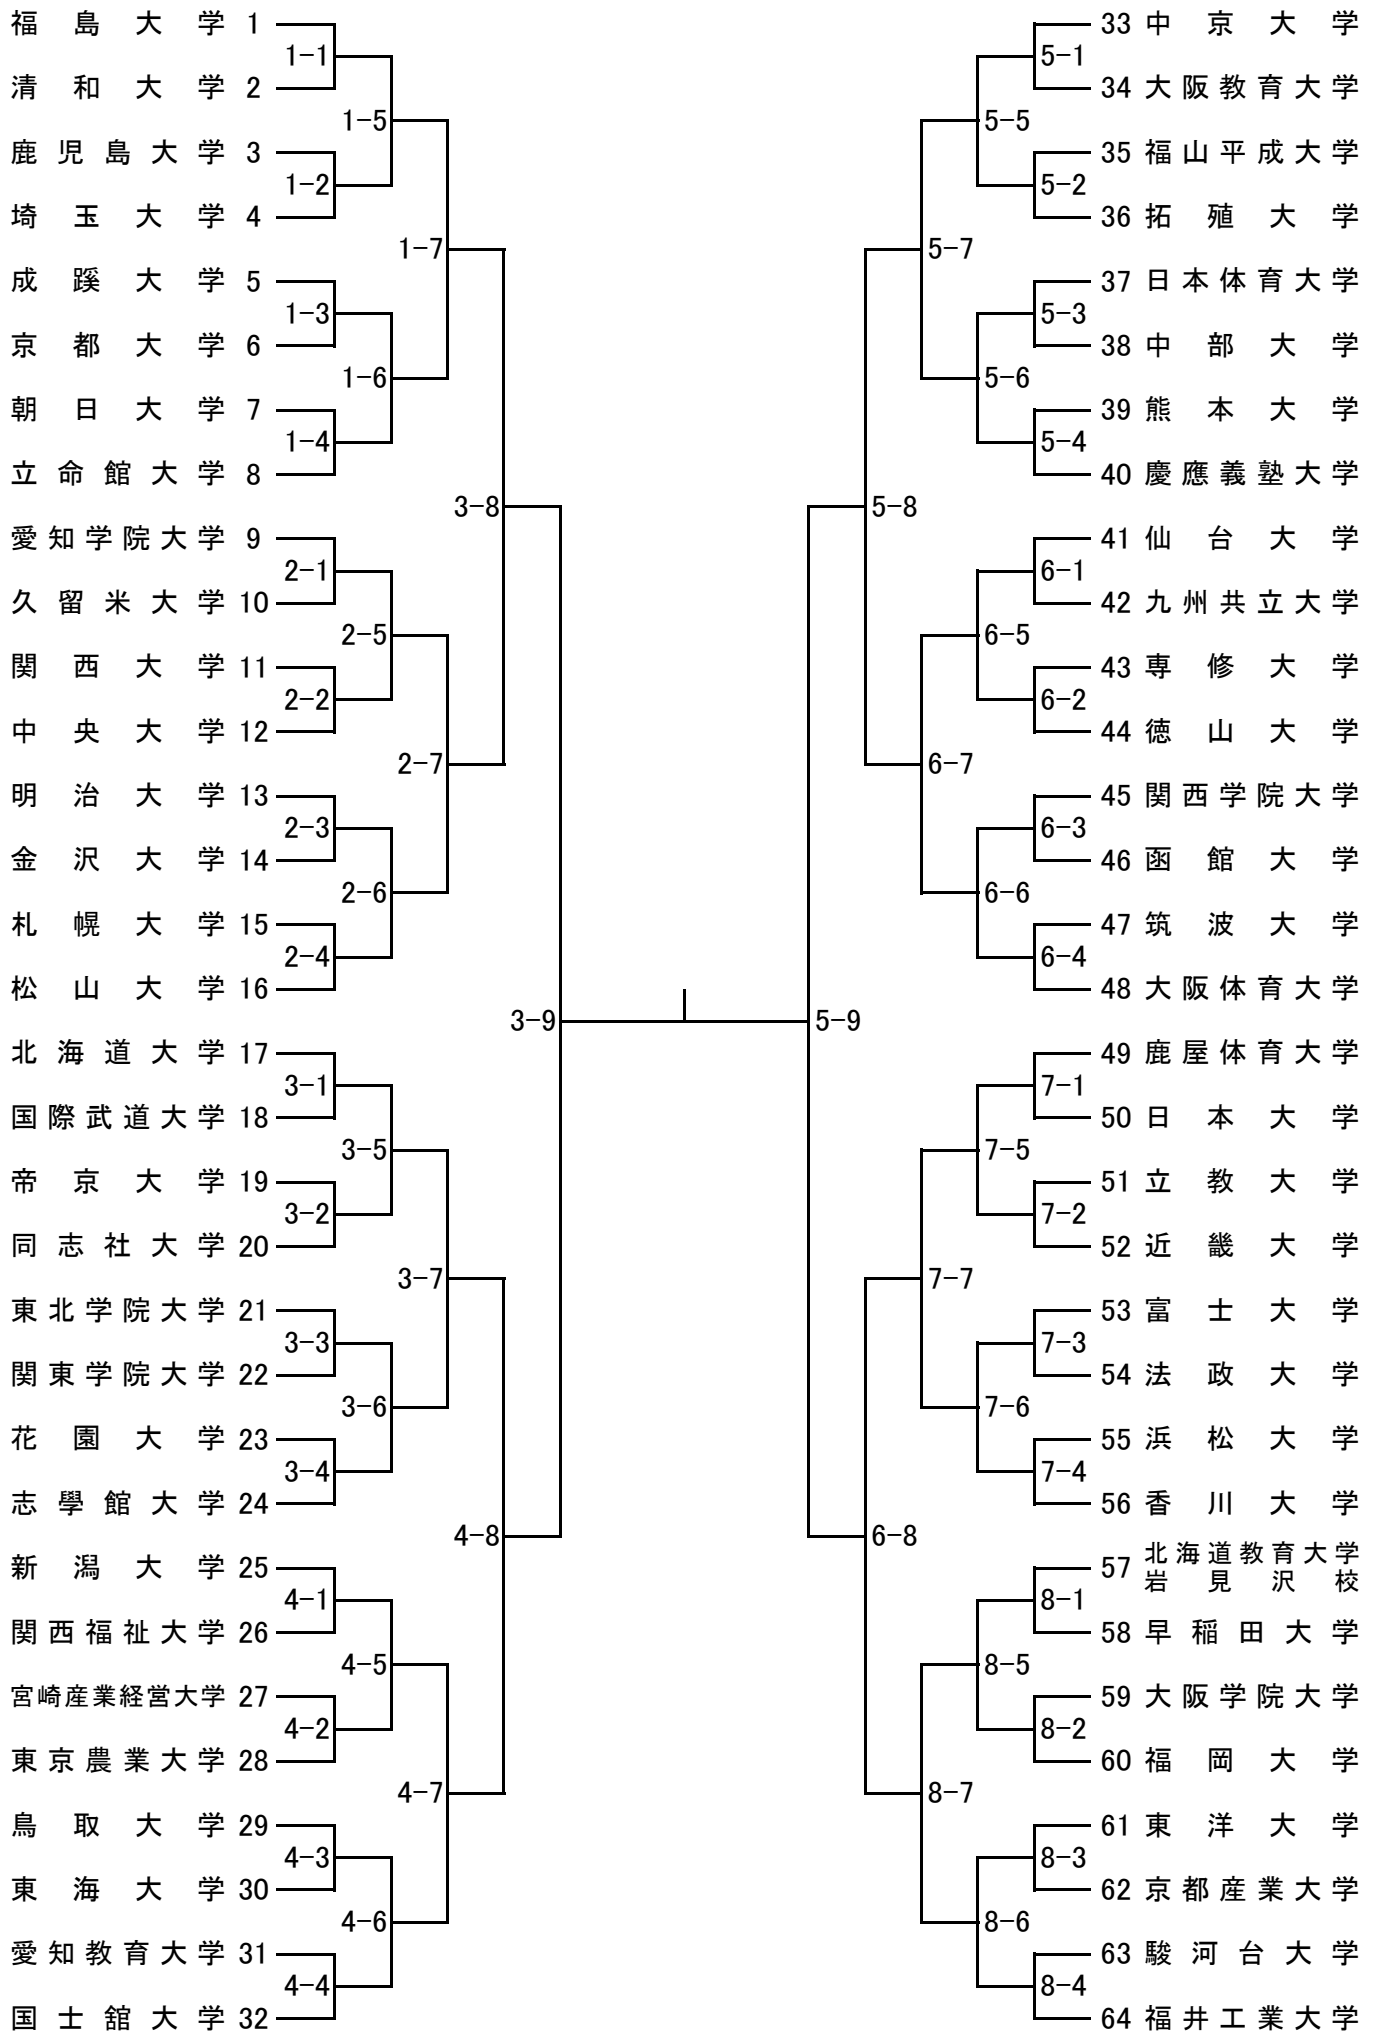 福島大学 1
1-1
清和大学 2
1-5
鹿児島大学 3
1-2
埼玉大学 4
1-7
成蹊大学 5
1-3
京都大学 6
1-6
朝日大学 7
1-4
立命館大学 8
3-8
愛知学院大学 9
2-1
久留米大学 10
2-5
関西大学 11
2-2
中央大学 12
2-7
明治大学 13
2-3
金沢大学 14
2-6
札幌大学 15
2-4
松山大学 16
3-9
北海道大学 17
3-1
国際武道大学 18
3-5
帝京大学 19
3-2
同志社大学 20
3-7
東北学院大学 21
3-3
関東学院大学 22
3-6
花園大学 23
3-4
志學館大学 24
4-8
新潟大学 25
4-1
関西福祉大学 26
4-5
宮崎産業経営大学 27
4-2
東京農業大学 28
4-7
鳥取大学 29
4-3
東海大学 30
4-6
愛知教育大学 31
4-4
国士舘大学 32
33 中京大学
5-1
34 大阪教育大学
5-5
35 福山平成大学
5-2
36 拓殖大学
5-7
37 日本体育大学
5-3
38 中部大学
5-6
39 熊本大学
5-4
40 慶應義塾大学
5-8
41 仙台大学
6-1
42 九州共立大学
6-5
43 専修大学
6-2
44 徳山大学
6-7
45 関西学院大学
6-3
46 函館大学
6-6
47 筑波大学
6-4
48 大阪体育大学
5-9
49 鹿屋体育大学
7-1
50 日本大学
7-5
51 立教大学
7-2
52 近畿大学
7-7
53 富士大学
7-3
54 法政大学
7-6
55 浜松大学
7-4
56 香川大学
6-8
57 北海道教育大学
岩見沢校
8-1
58 早稲田大学
8-5
59 大阪学院大学
8-2
60 福岡大学
8-7
61 東洋大学
8-3
62 京都産業大学
8-6
63 駿河台大学
8-4
64 福井工業大学